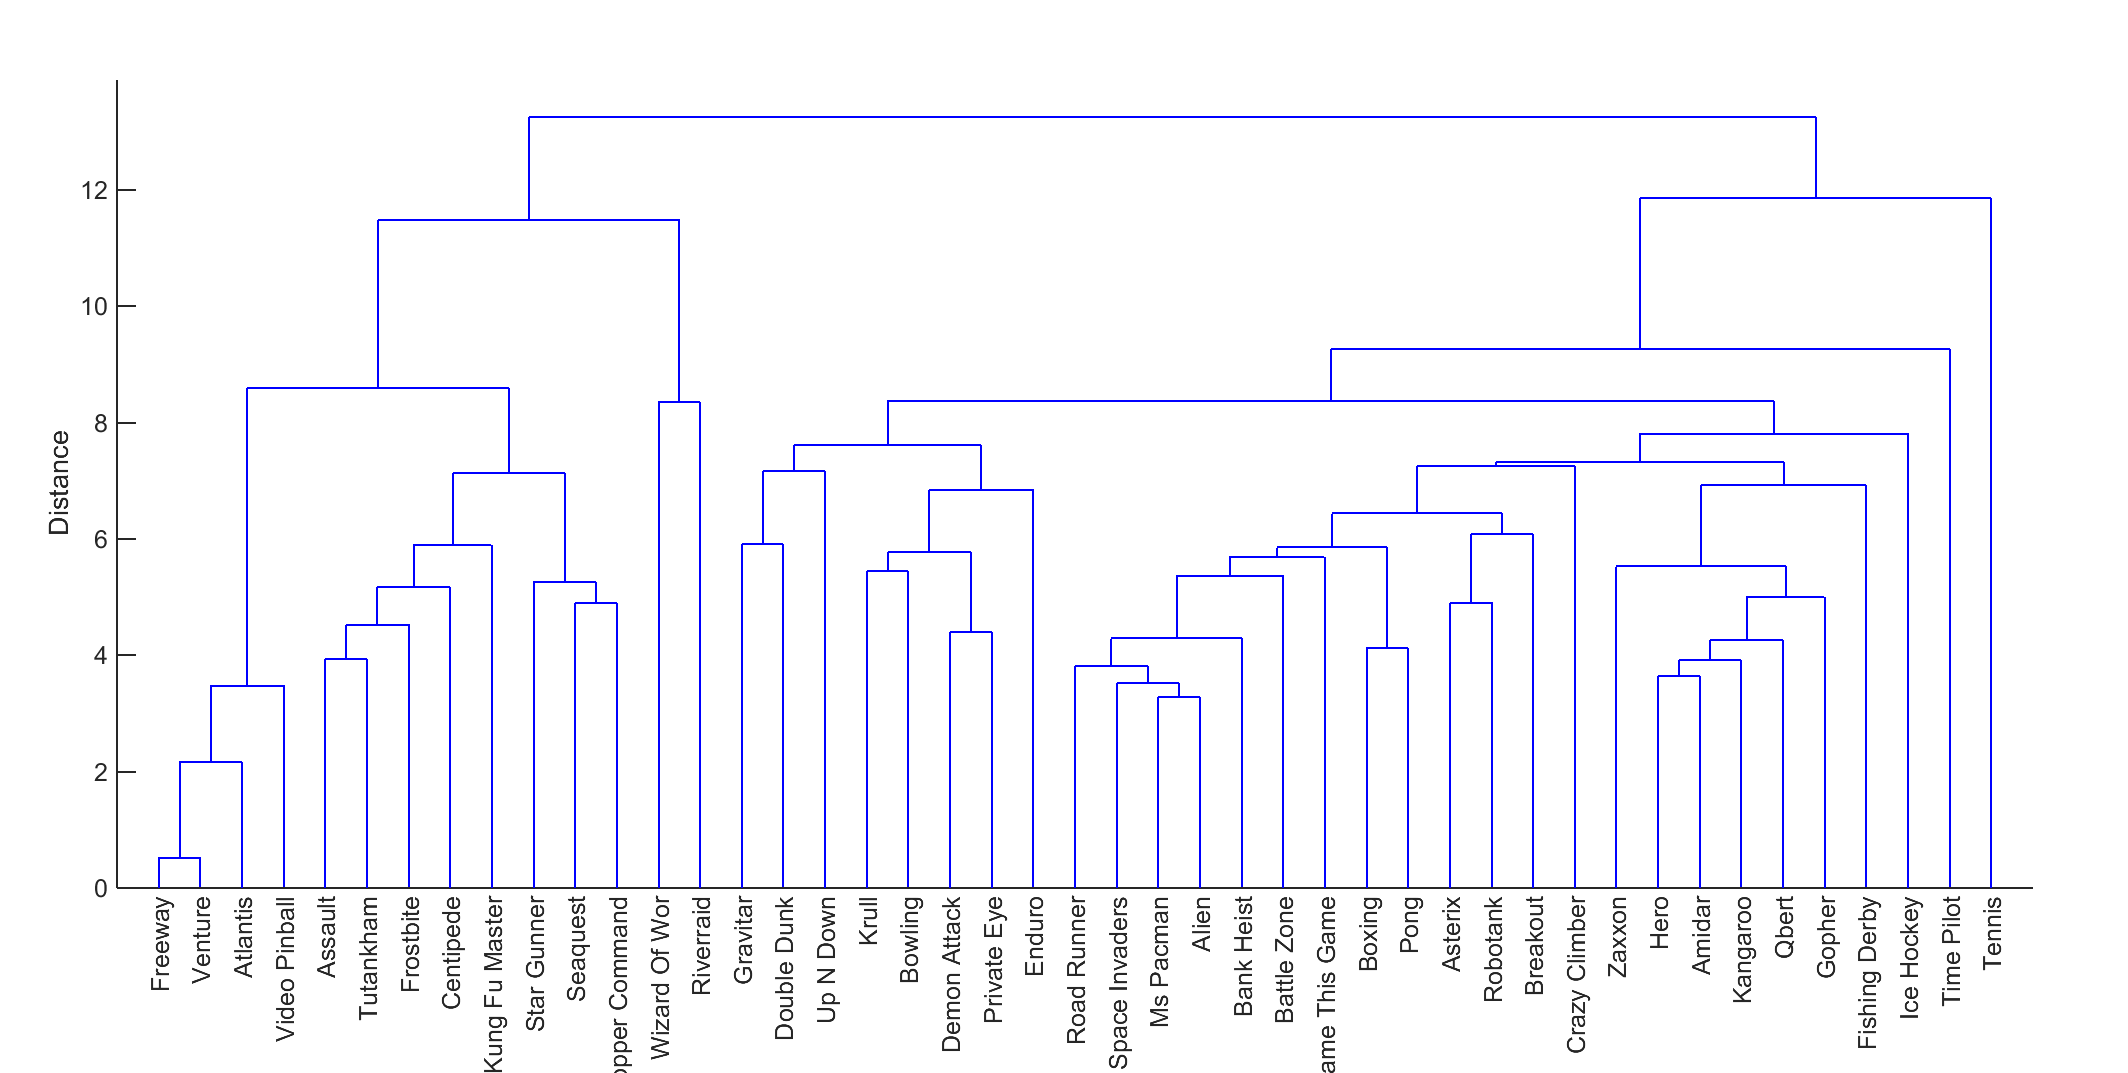 12
10
8
6
4
2
0
Distance
Freeway
Venture
Atlantis
Video Pinball
Assault
Tutankham
Frostbite
Centipede
Kung Fu Master
Star Gunner
Seaquest
Command
Wizard Of Wor
Riverraid
Gravitar
Double Dunk
Up N Down
Krull
Bowling
Demon Attack
Private Eye
Enduro
Road Runner
Space Invaders
Ms Pacman
Alien
Bank Heist
Battle Zone
This Game
Boxing
Pong
Asterix
Robotank
Breakout
Crazy Climber
Zaxxon
Hero
Amidar
Kangaroo
Qbert
Gopher
Fishing Derby
Ice Hockey
Time Pilot
Tennis